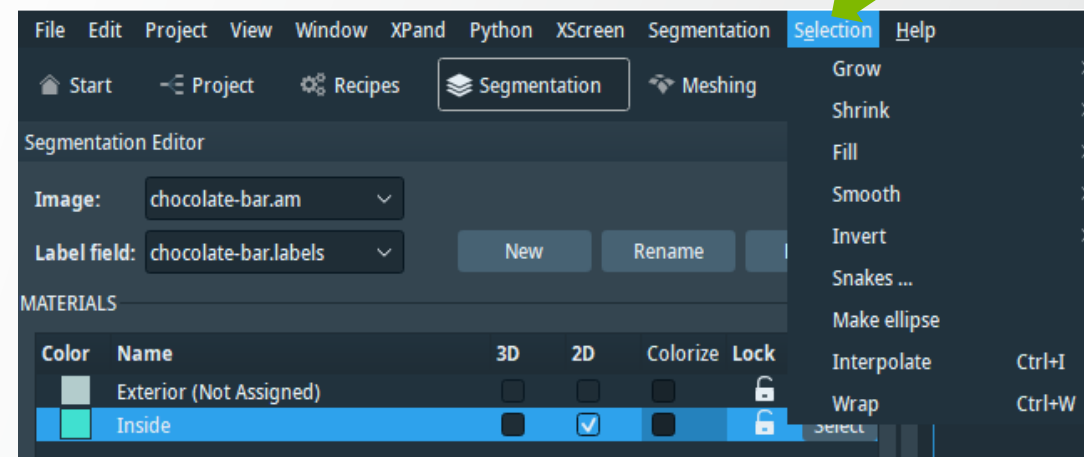 File Edit Project View Window XPand Python XScreen Segmentation Selection Help
Start Project Recipes Segmentation Meshing
Segmentation Editor
Image: chocolate-bar.am
Label field: chocolate-bar.labels New Rename
MATERIALS
Color Name 3D 2D Colorize Lock
Exterior (Not Assigned)
Inside Select
Grow
Shrink
Fill
Smooth
Invert
Snakes ...
Make ellipse
Interpolate Ctrl+I
Wrap Ctrl+W